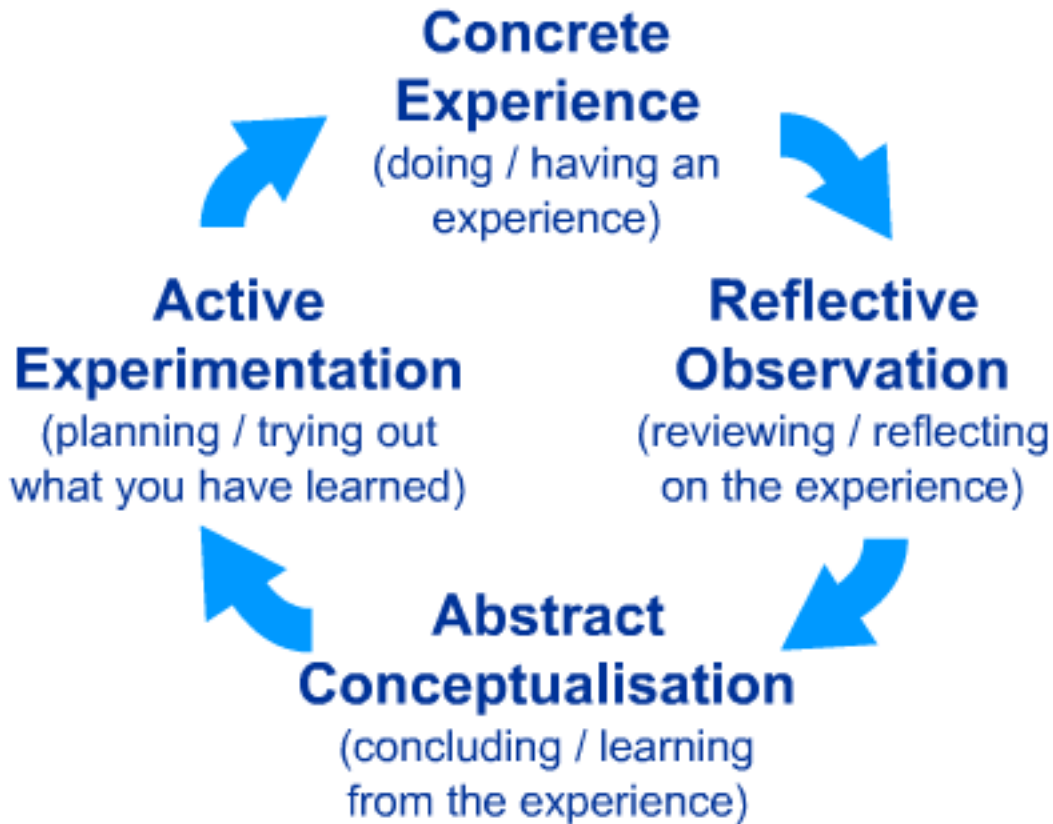 Concrete
Experience
(doing / having an
experience)
Reflective
Observation
(reviewing / reflecting
on the experience)
Abstract
Conceptualisation
(concluding / learning
from the experience)
Active
Experimentation
(planning / trying out
what you have learned)